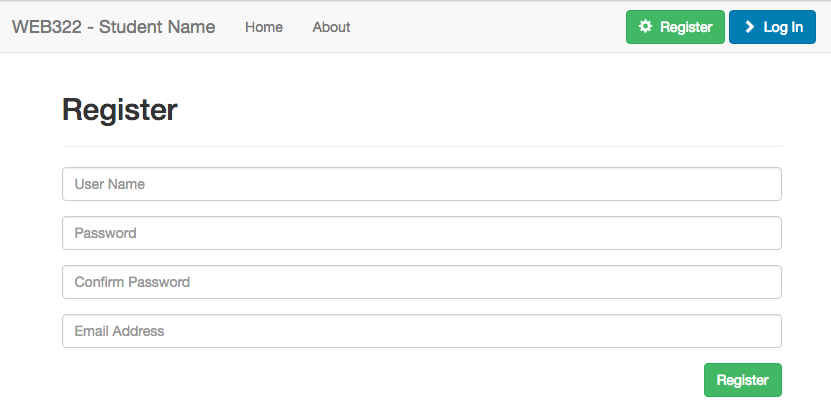 WEB322 - Student Name Home About Register Log In
Register
User Name
Password
Confirm Password
Email Address
Register